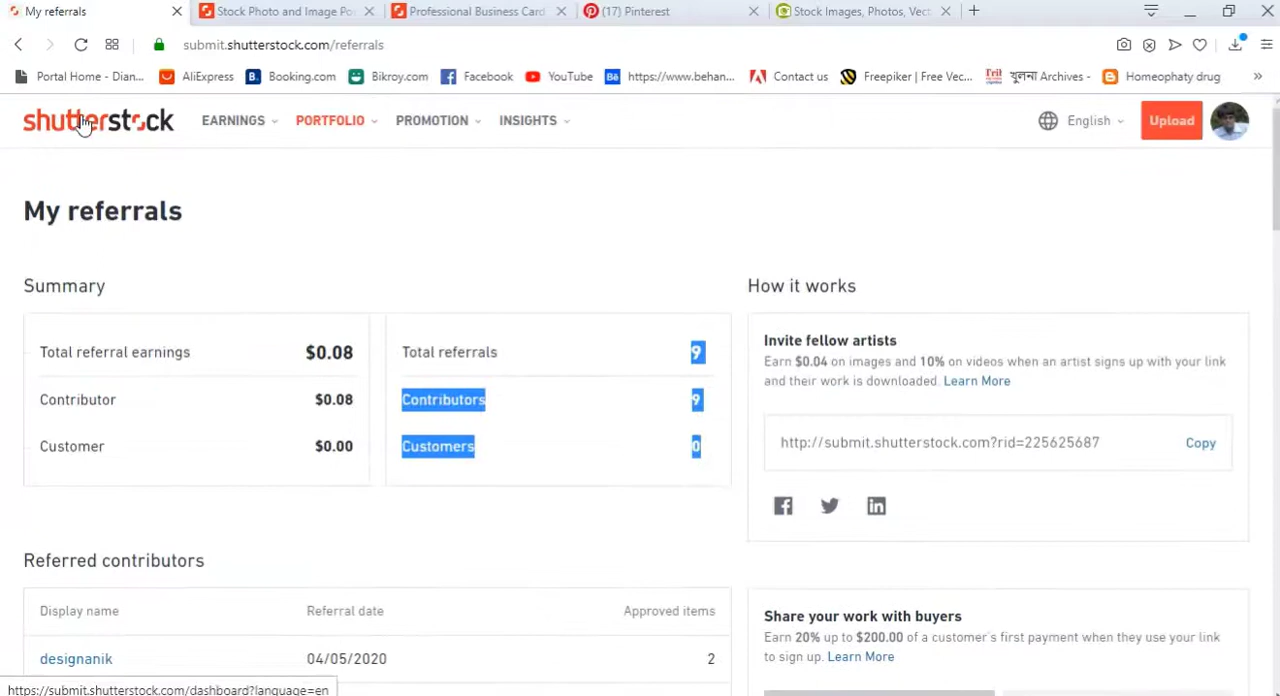 My referrals
Stock Photo and Image Po
Professional Business Card
(17) Pinterest
Stock Images, Photos, Vect
submit.shutterstock.com/referrals
Portal Home - Dian...
AliExpress
Booking.com
Bikroy.com
Facebook
YouTube
https://www.behan...
Contact us
Freepiker | Free Vec...
খুলনা Archives -
Homeophaty drug
shutterstock
EARNINGS
PORTFOLIO
PROMOTION
INSIGHTS
English
Upload
My referrals
Summary
Total referral earnings $0.08
Contributor $0.08
Customer $0.00
Total referrals 9
Contributors 9
Customers 0
How it works
Invite fellow artists
Earn $0.04 on images and 10% on videos when an artist signs up with your link
and their work is downloaded. Learn More
http://submit.shutterstock.com?rid=225625687 Copy
Referred contributors
Display name Referral date Approved items
designanik 04/05/2020 2
Share your work with buyers
Earn 20% up to $200.00 of a customer's first payment when they use your link
to sign up. Learn More
https://submit.shutterstock.com/dashboard?language=en